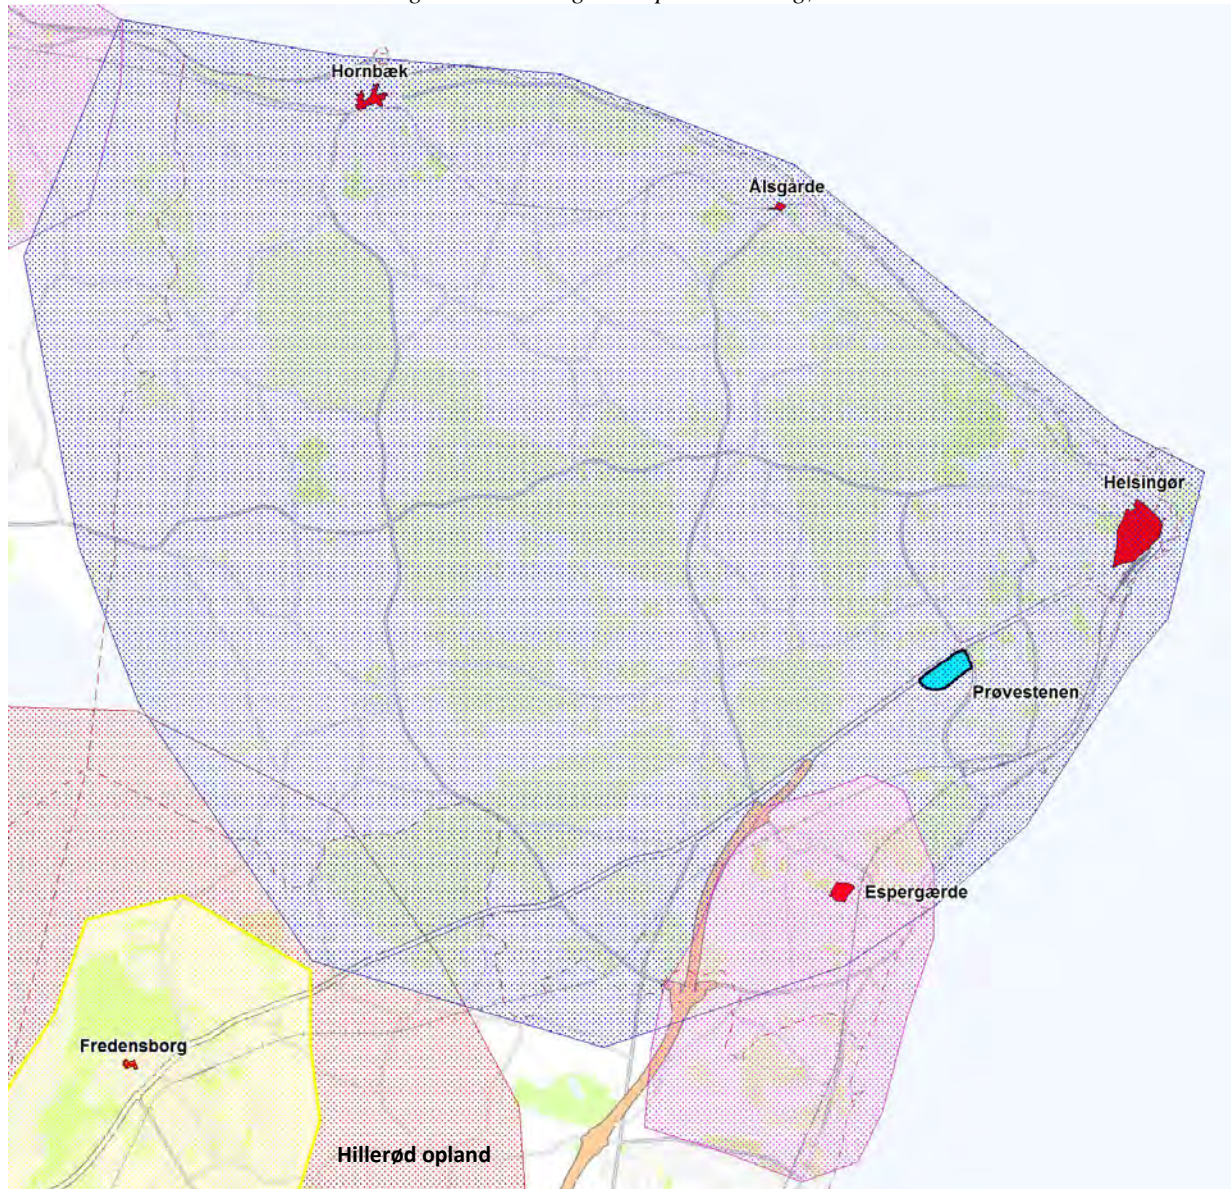 Hornbæk
Ålsgårde
Helsingør
Prøvestenen
Espergærde
Fredensborg
Hillerød opland